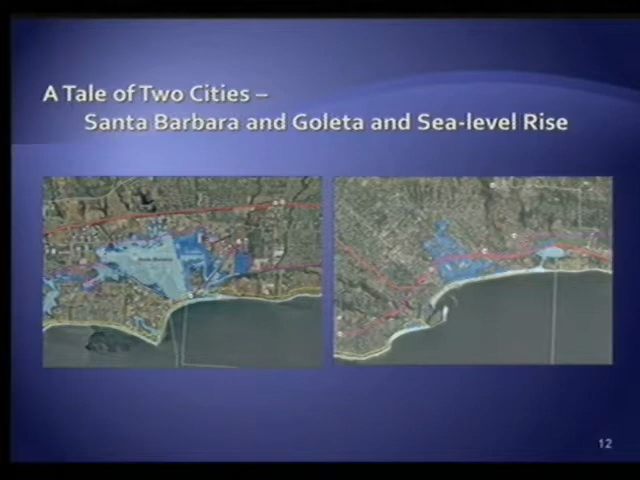 A Tale of Two Cities –
Santa Barbara and Goleta and Sea-level Rise
12